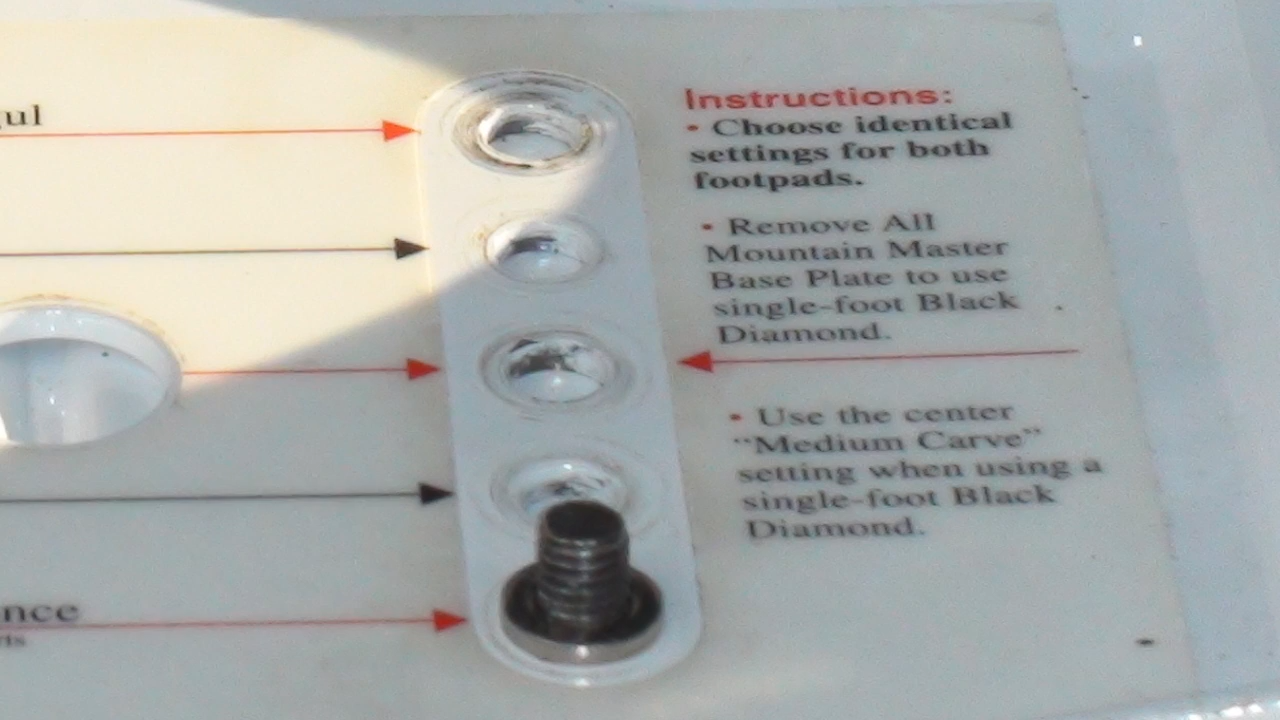 Instructions:
• Choose identical
settings for both
footpads.
• Remove All
Mountain Master
Base Plate to use
single-foot Black
Diamond.
• Use the center
“Medium Carve”
setting when using a
single-foot Black
Diamond.